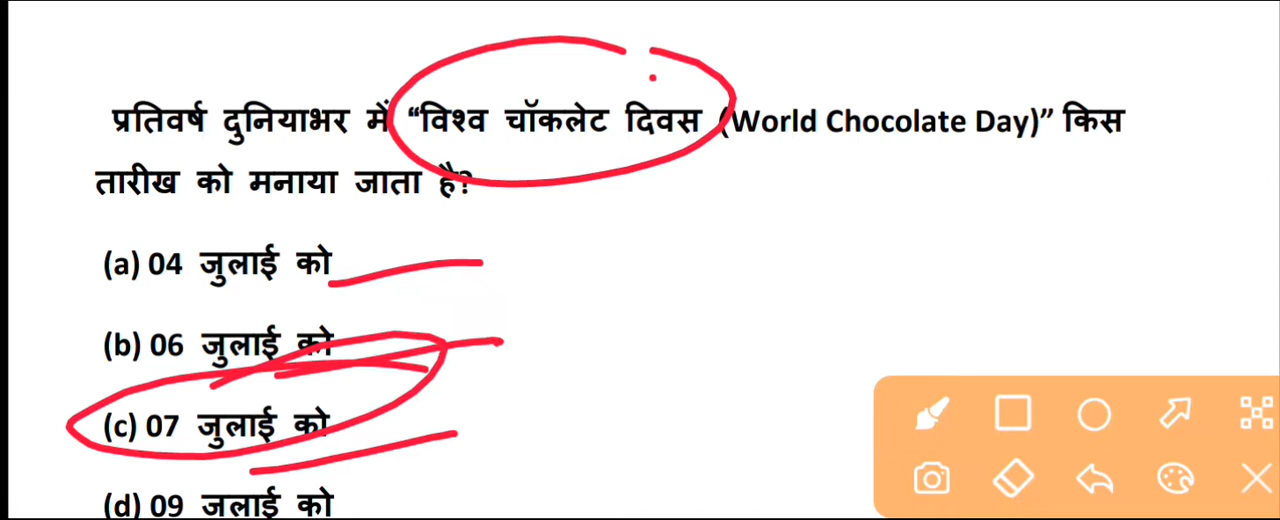 प्रतिवर्ष दुनियाभर में “विश्व चॉकलेट दिवस (World Chocolate Day)” किस
तारीख को मनाया जाता है?
(a) 04 जुलाई को
(b) 06 जुलाई को
(c) 07 जुलाई को
(d) 09 जुलाई को